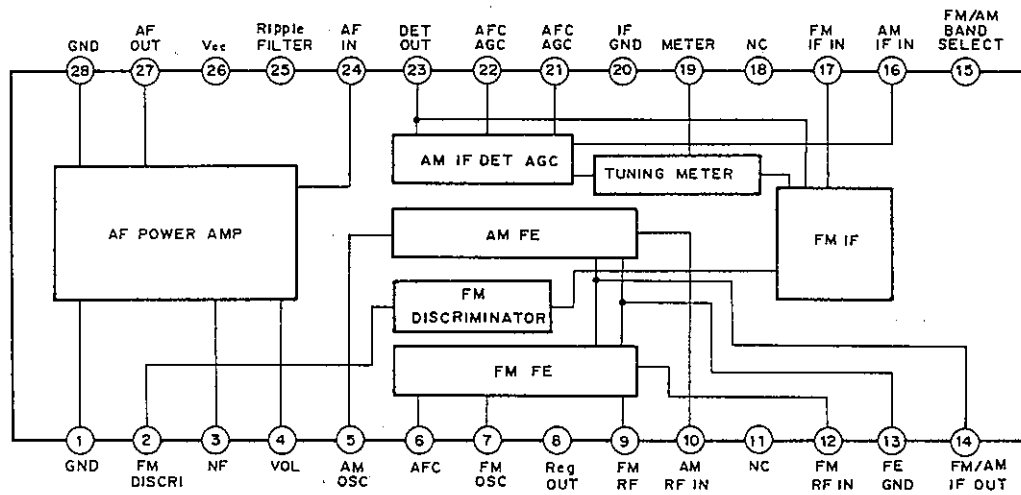 GND
AF
OUT
Vcc
Ripple
FILTER
AF
IN
DET
OUT
AFC
AGC
AFC
AGC
IF
GND
METER
NC
FM
IF IN
AM
IF IN
FM/AM
BAND
SELECT
28
27
26
25
24
23
22
21
20
19
18
17
16
15
AM IF DET AGC
TUNING METER
AF POWER AMP
AM FE
FM IF
FM
DISCRIMINATOR
FM FE
1
2
3
4
5
6
7
8
9
10
11
12
13
14
GND
FM
DISCRI
NF
VOL
AM
OSC
AFC
FM
OSC
Reg
OUT
FM
RF
AM
RF IN
NC
FM
RF IN
FE
GND
FM/AM
IF OUT